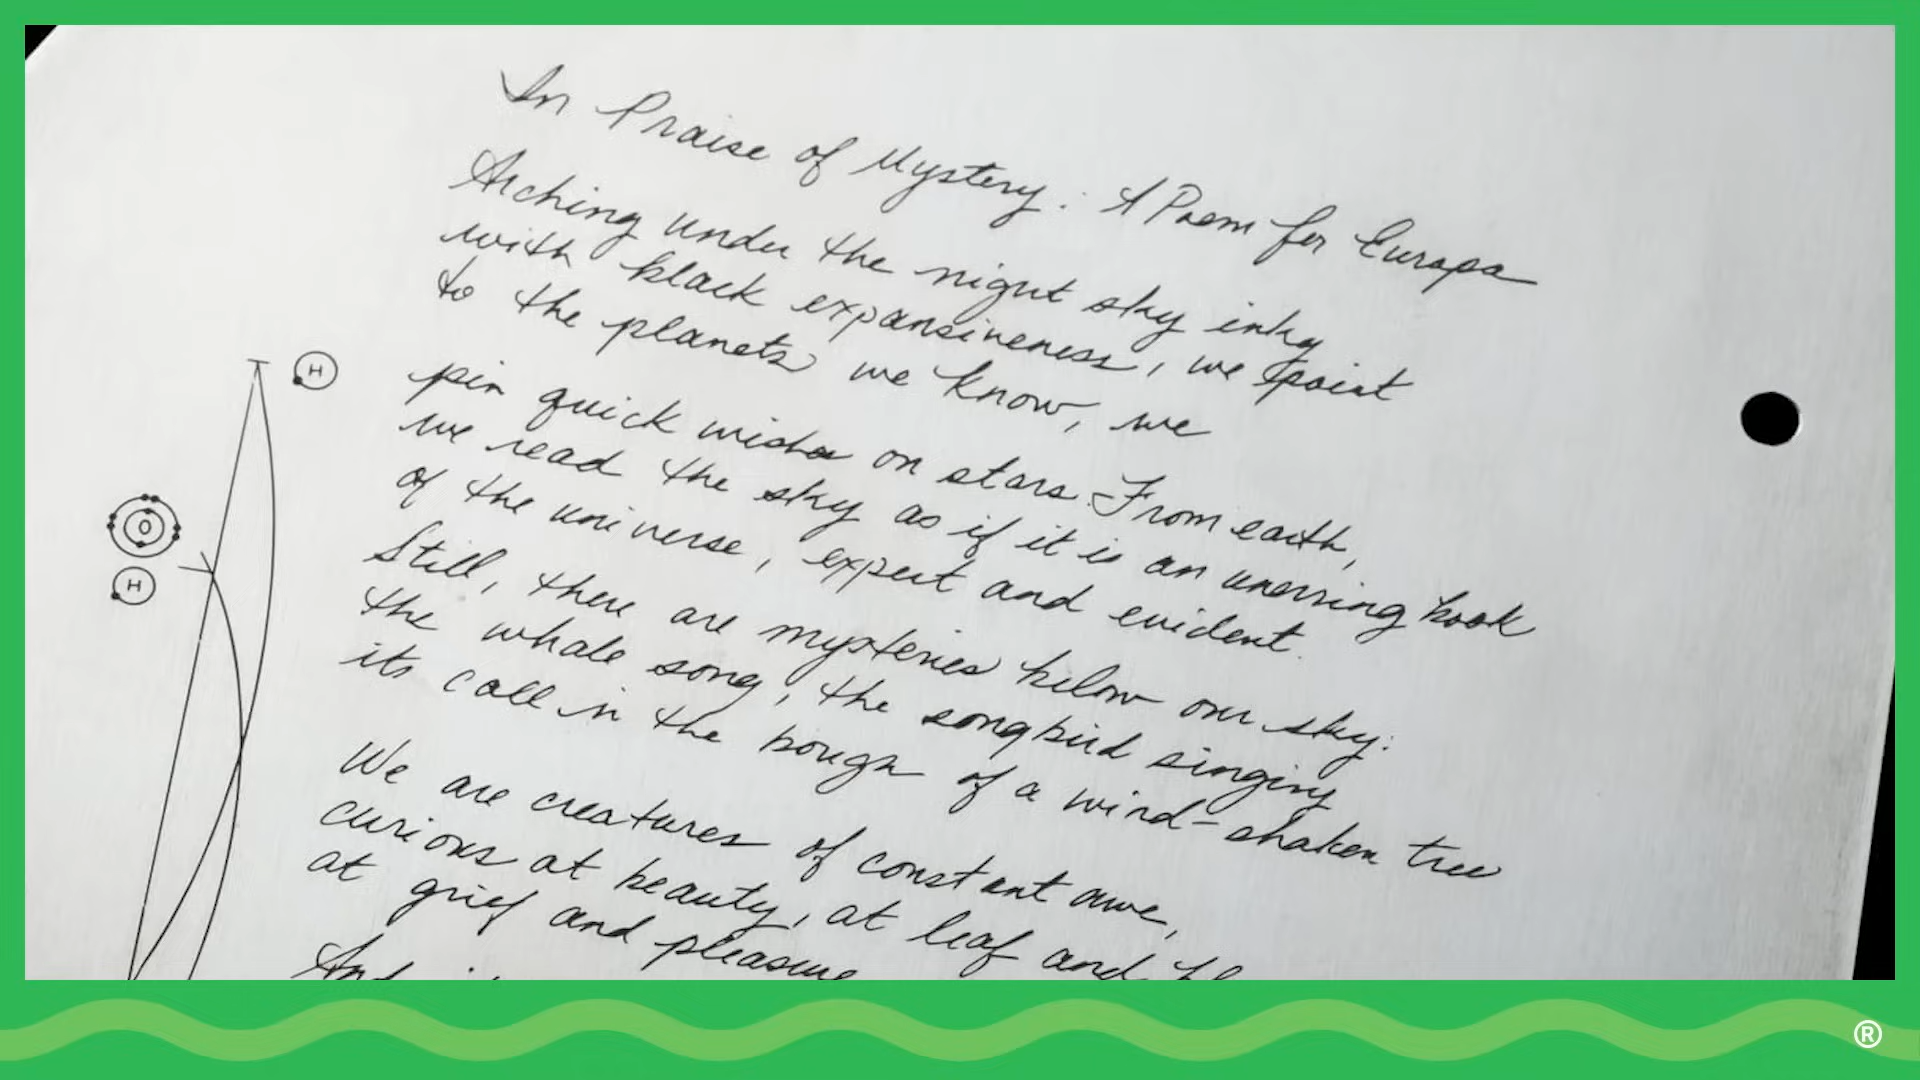 In Praise of Mystery: A Poem for Europa
Arching under the night sky inky
with black expansiveness, we point
to the planets we know, we
pin quick wishes on stars. From earth,
we read the sky as if it is an unerring book
of the universe, expert and evident.
Still, there are mysteries below our sky:
the whale song, the songbird singing
its call in the bough of a wind-shaken tree
We are creatures of constant awe,
curious at beauty, at leaf and
at grief and pleasure
H
O
H
®